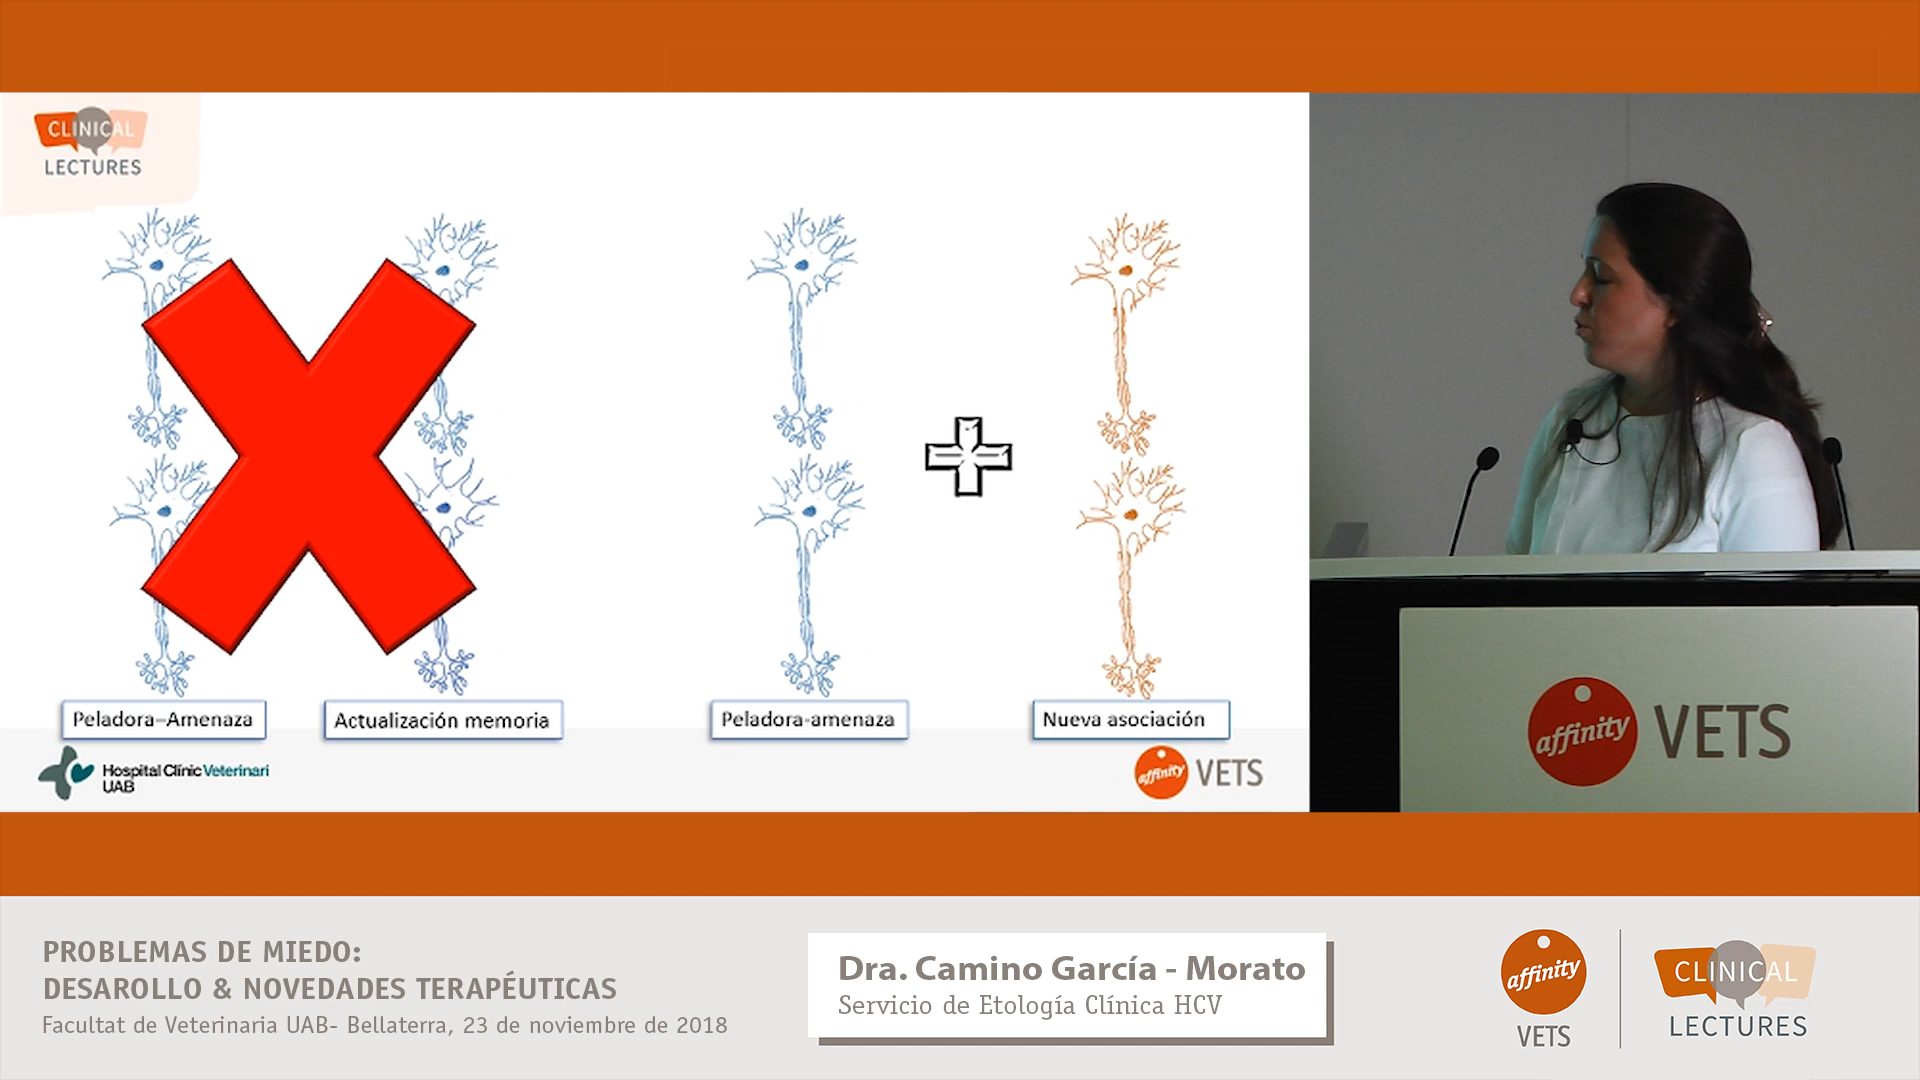 CLINICAL
LECTURES
Peladora–Amenaza
Actualización memoria
Peladora-amenaza
Nueva asociación
Hospital Clínic Veterinari
UAB
affinity VETS
affinity VETS
PROBLEMAS DE MIEDO:
DESAROLLO & NOVEDADES TERAPÉUTICAS
Facultat de Veterinaria UAB- Bellaterra, 23 de noviembre de 2018
Dra. Camino García - Morato
Servicio de Etología Clínica HCV
affinity
VETS
CLINICAL
LECTURES